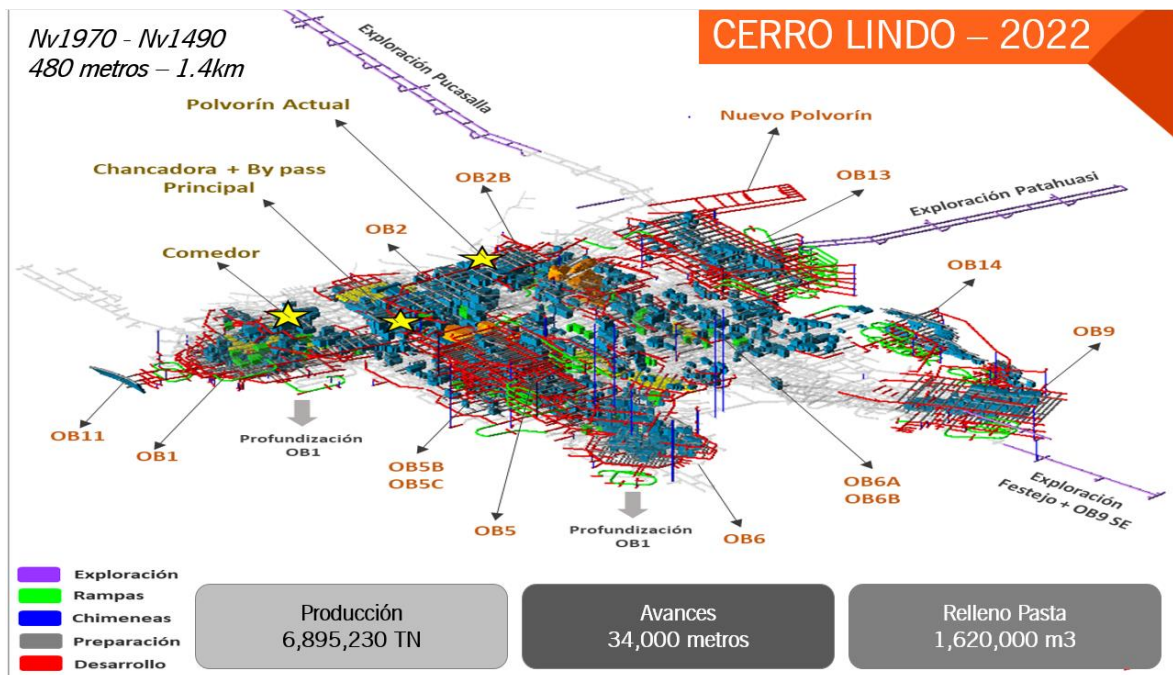 Nv1970 - Nv1490
480 metros – 1.4km
CERRO LINDO – 2022
Exploración Pucasalla
Polvorín Actual
Nuevo Polvorín
Chancadora + By pass
Principal
OB2B
OB13
Exploración Patahuasi
OB2
Comedor
OB14
OB9
OB11
OB1
Profundización
OB1
OB5B
OB5C
OB5
Profundización
OB1
OB6
OB6A
OB6B
Exploración
Festejo + OB9 SE
Exploración
Rampas
Chimeneas
Preparación
Desarrollo
Producción
6,895,230 TN
Avances
34,000 metros
Relleno Pasta
1,620,000 m3